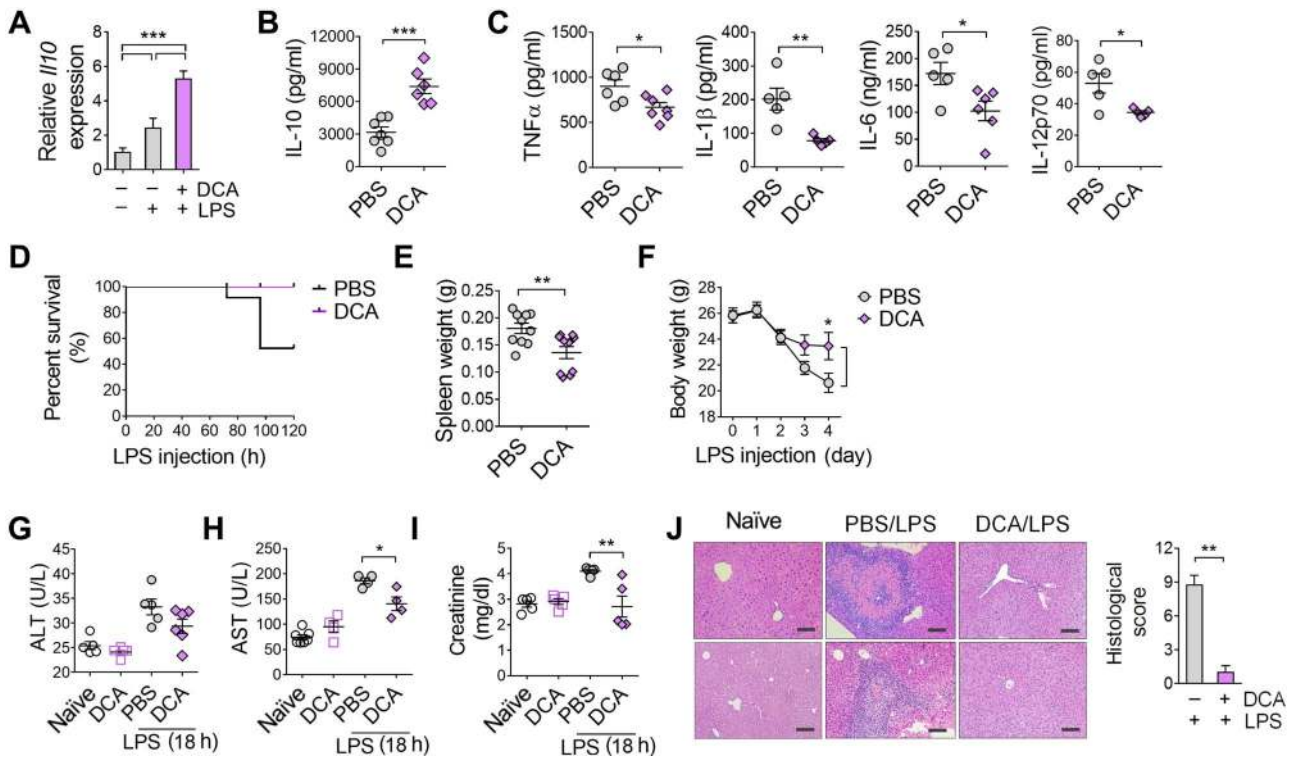 A
Relative Il10
expression
6
4
2
0
***
– – + DCA
– + + LPS
B
IL-10 (pg/ml)
12000
9000
6000
3000
0
***
PBS
DCA
C
TNFα (pg/ml)
1500
1000
500
0
*
PBS
DCA
IL-1β (pg/ml)
400
300
200
100
0
**
PBS
DCA
IL-6 (ng/ml)
250
200
150
100
50
0
*
PBS
DCA
IL-12p70 (pg/ml)
80
60
40
20
0
*
PBS
DCA
D
Percent survival
(%)
100
80
60
40
20
0
0 20 40 60 80 100 120
LPS injection (h)
PBS
DCA
E
Spleen weight (g)
0.25
0.20
0.15
0.10
0.05
0.00
**
PBS
DCA
F
Body weight (g)
28
26
24
22
20
18
0 1 2 3 4
LPS injection (day)
PBS
DCA
*
G
ALT (U/L)
45
40
35
30
25
20
Naïve
DCA
PBS
DCA
LPS (18 h)
H
AST (U/L)
250
200
150
100
50
0
*
Naïve
DCA
PBS
DCA
LPS (18 h)
I
Creatinine
(mg/dl)
5
4
3
2
1
0
**
Naïve
DCA
PBS
DCA
LPS (18 h)
J
Naïve PBS/LPS DCA/LPS
Histological
score
12
9
6
3
0
**
– + DCA
+ + LPS